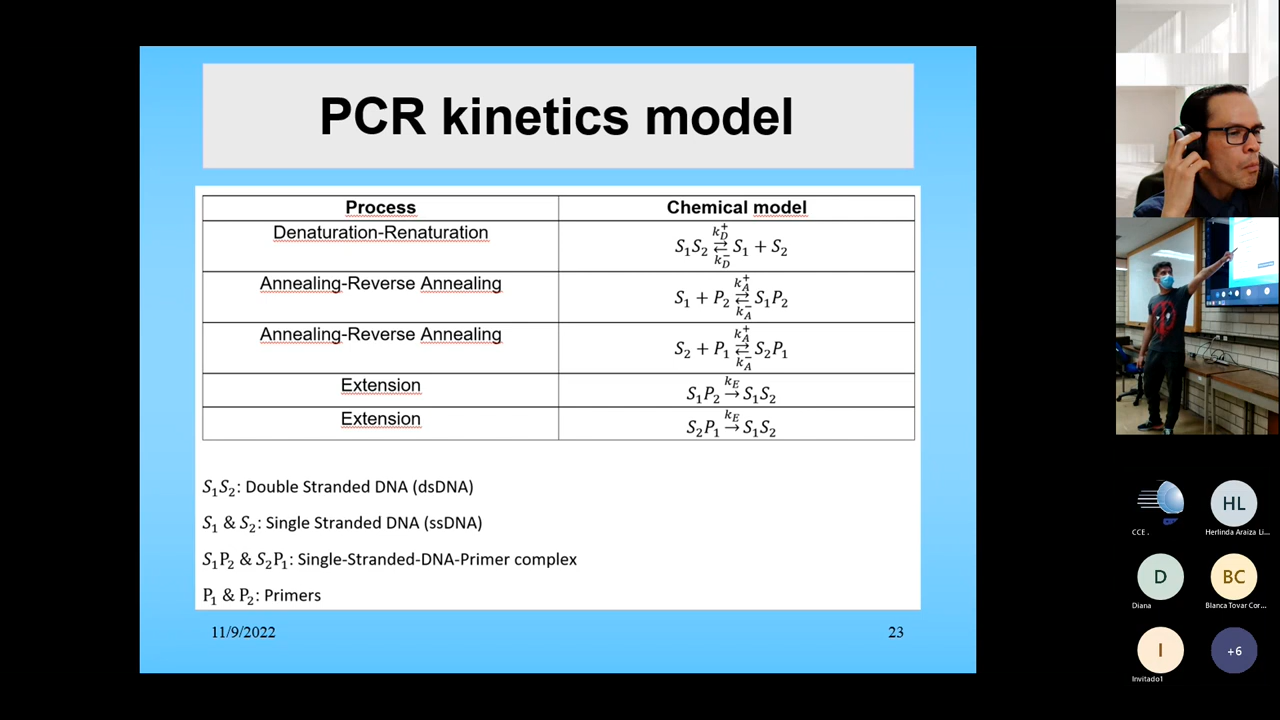 PCR kinetics model
Process Chemical model
Denaturation-Renaturation S₁S₂ k_D⁺ ⇄ k_D⁻ S₁ + S₂
Annealing-Reverse Annealing S₁ + P₂ k_A⁺ ⇄ k_A⁻ S₁P₂
Annealing-Reverse Annealing S₂ + P₁ k_A⁺ ⇄ k_A⁻ S₂P₁
Extension S₁P₂ k_E → S₁S₂
Extension S₂P₁ k_E → S₁S₂
S₁S₂: Double Stranded DNA (dsDNA)
S₁ & S₂: Single Stranded DNA (ssDNA)
S₁P₂ & S₂P₁: Single-Stranded-DNA-Primer complex
P₁ & P₂: Primers
11/9/2022 23
HL
CCE . Herlinda Araiza Li...
D BC
Diana Blanca Tovar Cor...
I +6
Invitado1